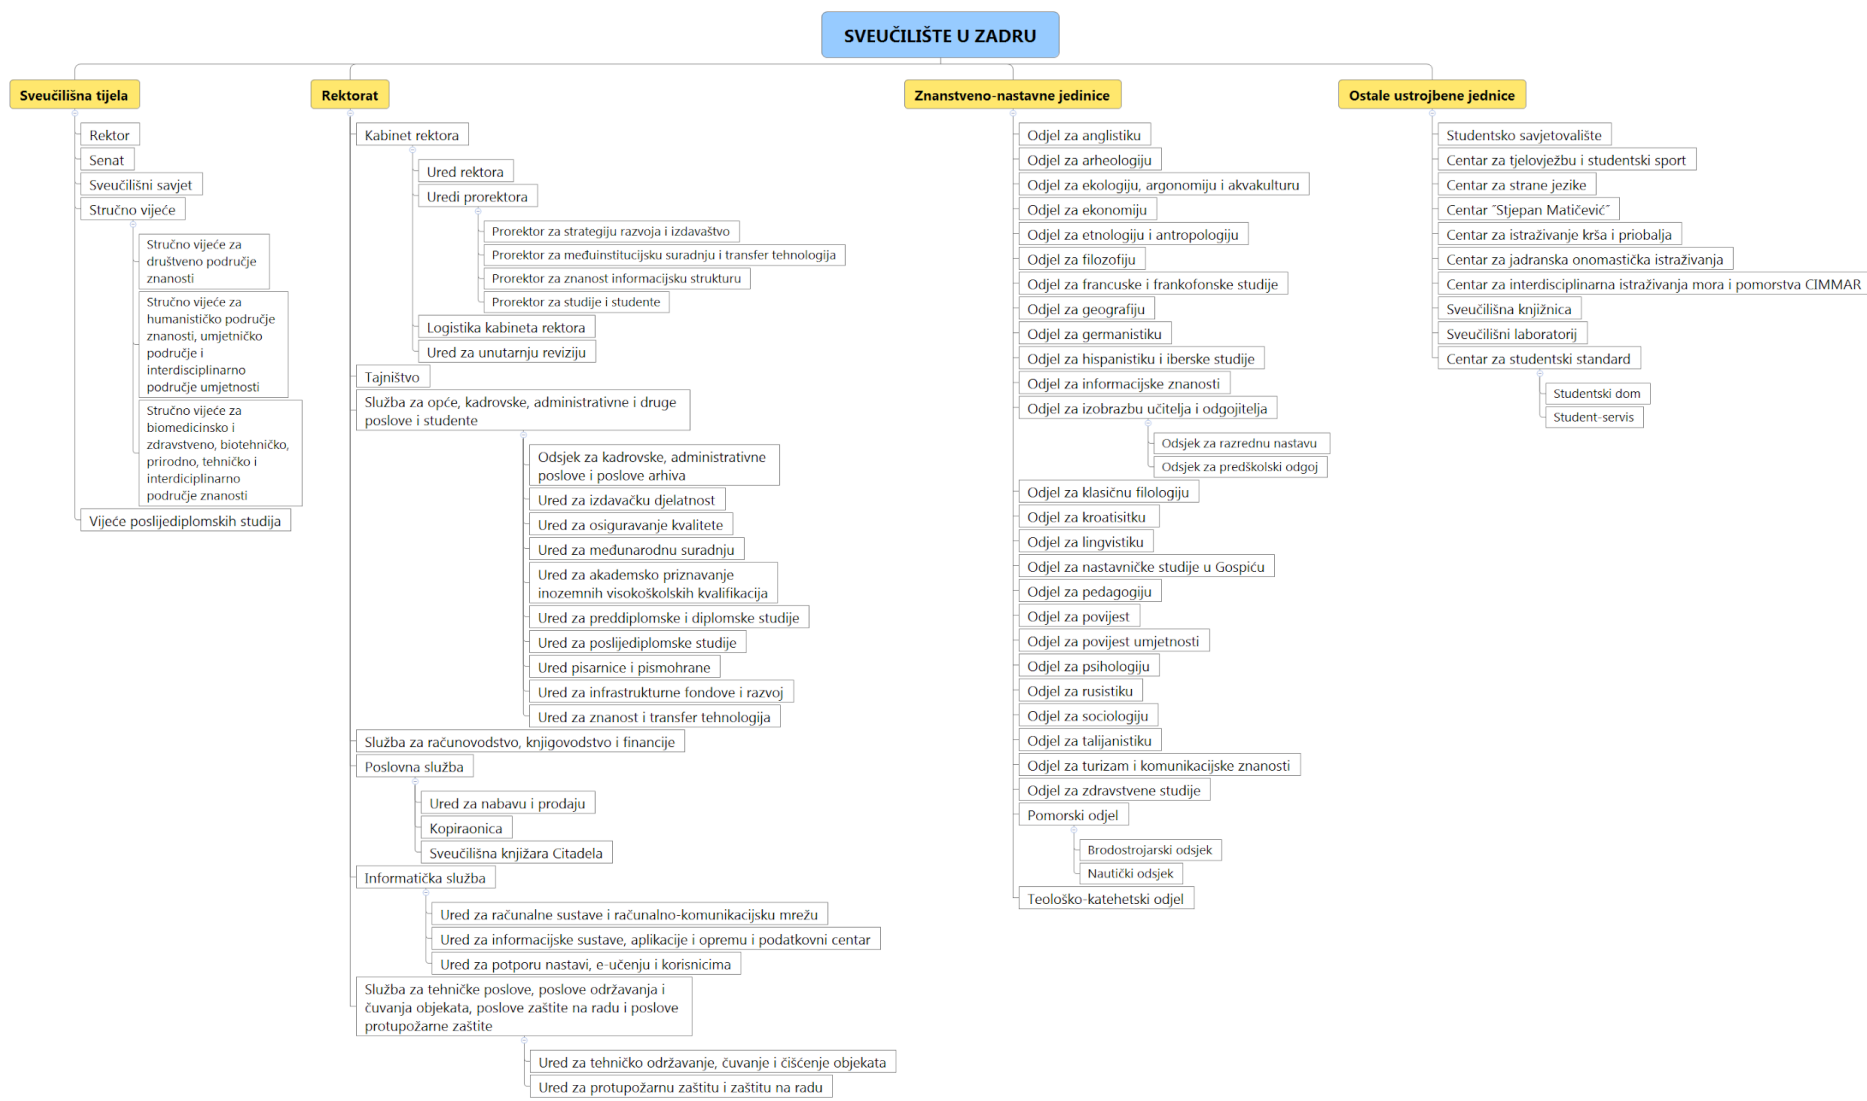 SVEUČILIŠTE U ZADRU
Sveučilišna tijela
Rektor
Senat
Sveučilišni savjet
Stručno vijeće
Stručno vijeće za
društveno područje
znanosti
Stručno vijeće za
humanističko područje
znanosti, umjetničko
područje i
interdisciplinarno
područje umjetnosti
Stručno vijeće za
biomedicinsko i
zdravstveno, biotehničko,
prirodno, tehničko i
interdiciplinarno
područje znanosti
Vijeće poslijediplomskih studija
Rektorat
Kabinet rektora
Ured rektora
Uredi prorektora
Prorektor za strategiju razvoja i izdavaštvo
Prorektor za međuinstitucijsku suradnju i transfer tehnologija
Prorektor za znanost informacijsku strukturu
Prorektor za studije i studente
Logistika kabineta rektora
Ured za unutarnju reviziju
Tajništvo
Služba za opće, kadrovske, administrativne i druge
poslove i studente
Odsjek za kadrovske, administrativne
poslove i poslove arhiva
Ured za izdavačku djelatnost
Ured za osiguravanje kvalitete
Ured za međunarodnu suradnju
Ured za akademsko priznavanje
inozemnih visokoškolskih kvalifikacija
Ured za preddiplomske i diplomske studije
Ured za poslijediplomske studije
Ured pisarnice i pismohrane
Ured za infrastrukturne fondove i razvoj
Ured za znanost i transfer tehnologija
Služba za računovodstvo, knjigovodstvo i financije
Poslovna služba
Ured za nabavu i prodaju
Kopiraonica
Sveučilišna knjižara Citadela
Informatička služba
Ured za računalne sustave i računalno-komunikacijsku mrežu
Ured za informacijske sustave, aplikacije i opremu i podatkovni centar
Ured za potporu nastavi, e-učenju i korisnicima
Služba za tehničke poslove, poslove održavanja i
čuvanja objekata, poslove zaštite na radu i poslove
protupožarne zaštite
Ured za tehničko održavanje, čuvanje i čišćenje objekata
Ured za protupožarnu zaštitu i zaštitu na radu
Znanstveno-nastavne jedinice
Odjel za anglistiku
Odjel za arheologiju
Odjel za ekologiju, argonomiju i akvakulturu
Odjel za ekonomiju
Odjel za etnologiju i antropologiju
Odjel za filozofiju
Odjel za francuske i frankofonske studije
Odjel za geografiju
Odjel za germanistiku
Odjel za hispanistiku i iberske studije
Odjel za informacijske znanosti
Odjel za izobrazbu učitelja i odgojitelja
Odsjek za razrednu nastavu
Odsjek za predškolski odgoj
Odjel za klasičnu filologiju
Odjel za kroatisitku
Odjel za lingvistiku
Odjel za nastavničke studije u Gospiću
Odjel za pedagogiju
Odjel za povijest
Odjel za povijest umjetnosti
Odjel za psihologiju
Odjel za rusistiku
Odjel za sociologiju
Odjel za talijanistiku
Odjel za turizam i komunikacijske znanosti
Odjel za zdravstvene studije
Pomorski odjel
Brodostrojarski odsjek
Nautički odsjek
Teološko-katehetski odjel
Ostale ustrojbene jednice
Studentsko savjetovalište
Centar za tjelovježbu i studentski sport
Centar za strane jezike
Centar ˝Stjepan Matičević˝
Centar za istraživanje krša i priobalja
Centar za jadranska onomastička istraživanja
Centar za interdisciplinarna istraživanja mora i pomorstva CIMMAR
Sveučilišna knjižnica
Sveučilišni laboratorij
Centar za studentski standard
Studentski dom
Student-servis